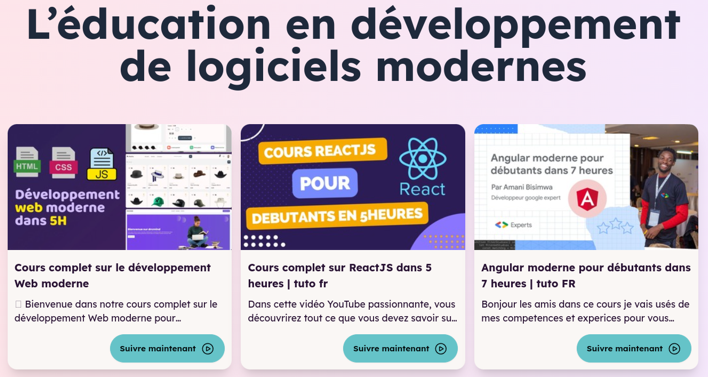 L’éducation en développement
de logiciels modernes
HTML
CSS
JS
Développement
web moderne
dans 5H
COURS REACTJS
POUR
DEBUTANTS EN 5HEURES
React
Angular moderne pour
débutants dans 7 heures
Par Amani Bisimwa
Développeur google expert
Experts
Cours complet sur le développement
Web moderne
Bienvenue dans notre cours complet sur le
développement Web moderne pour...
Suivre maintenant
Cours complet sur ReactJS dans 5
heures | tuto fr
Dans cette vidéo YouTube passionnante, vous
découvrirez tout ce que vous devez savoir su...
Suivre maintenant
Angular moderne pour débutants dans
7 heures | tuto FR
Bonjour les amis dans ce cours je vais usés de
mes competences et experices pour vous...
Suivre maintenant